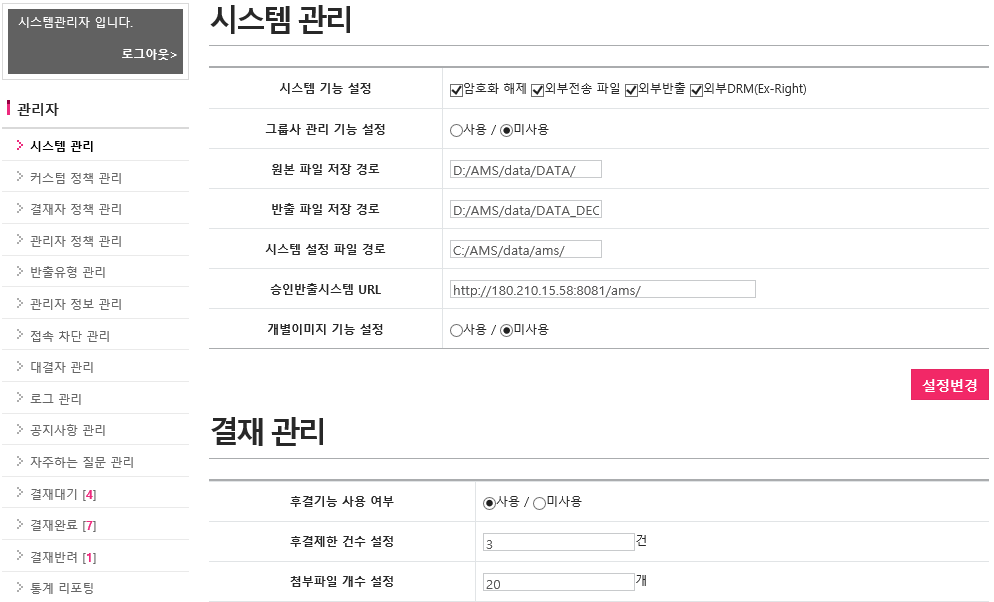 시스템관리자 입니다.
로그아웃>
관리자
시스템 관리
커스텀 정책 관리
결재자 정책 관리
관리자 정책 관리
반출유형 관리
관리자 정보 관리
접속 차단 관리
대결자 관리
로그 관리
공지사항 관리
자주하는 질문 관리
결재대기 [4]
결재완료 [7]
결재반려 [1]
통계 리포팅
시스템 관리
시스템 기능 설정 암호화 해제 외부전송 파일 외부반출 외부DRM(Ex-Right)
그룹사 관리 기능 설정 사용 / 미사용
원본 파일 저장 경로 D:/AMS/data/DATA/
반출 파일 저장 경로 D:/AMS/data/DATA_DEC
시스템 설정 파일 경로 C:/AMS/data/ams/
승인반출시스템 URL http://180.210.15.58:8081/ams/
개별이미지 기능 설정 사용 / 미사용
설정변경
결재 관리
후결기능 사용 여부 사용 / 미사용
후결제한 건수 설정 3 건
첨부파일 개수 설정 20 개